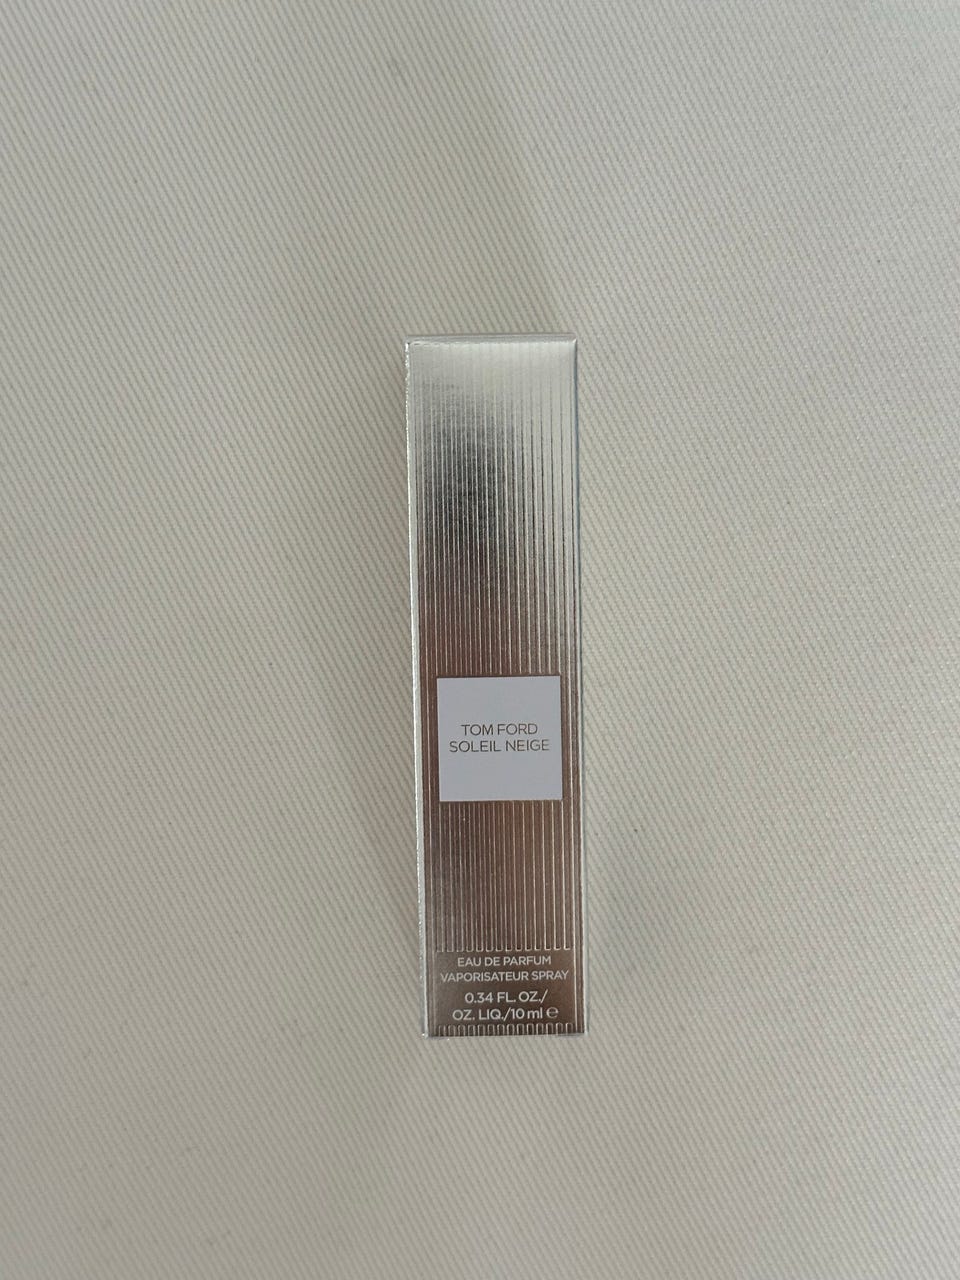 TOM FORD
SOLEIL NEIGE
EAU DE PARFUM
VAPORISATEUR SPRAY
0.34 FL. OZ./
OZ. LIQ./10 ml ℮